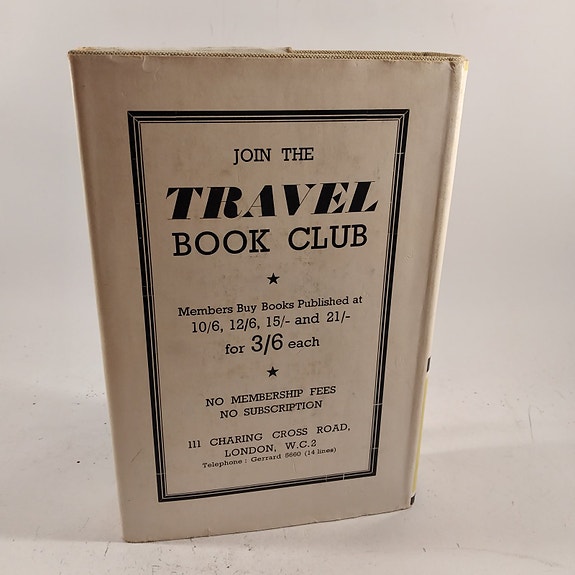 JOIN THE
TRAVEL
BOOK CLUB
Members Buy Books Published at
10/6, 12/6, 15/- and 21/-
for 3/6 each
NO MEMBERSHIP FEES
NO SUBSCRIPTION
111 CHARING CROSS ROAD,
LONDON, W.C.2
Telephone : Gerrard 5660 (14 lines)